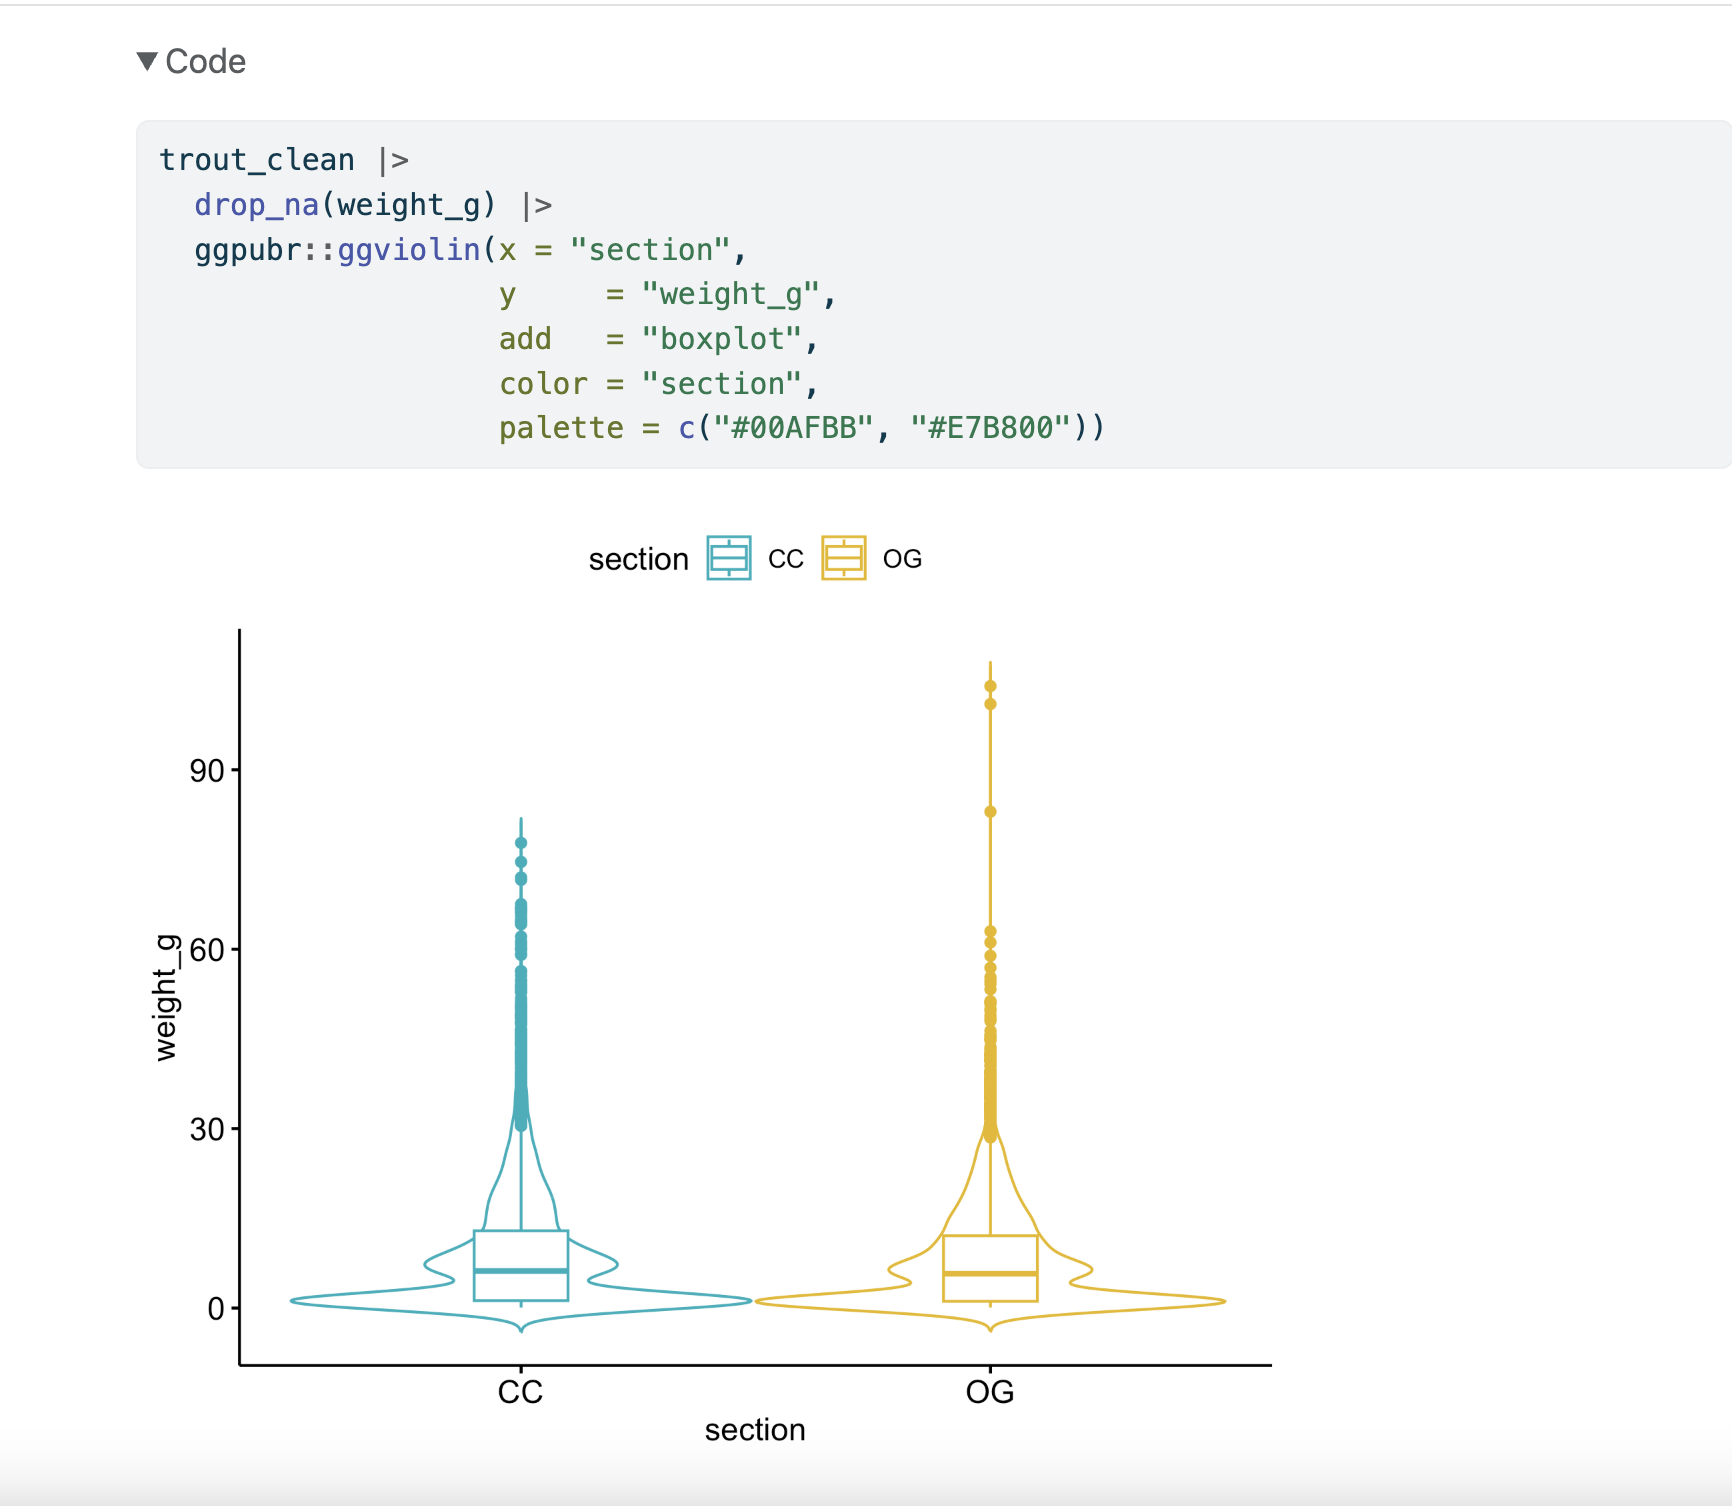 ▼ Code
trout_clean |>
  drop_na(weight_g) |>
  ggpubr::ggviolin(x = "section",
                   y     = "weight_g",
                   add   = "boxplot",
                   color = "section",
                   palette = c("#00AFBB", "#E7B800"))
section CC OG
90
60
30
0
weight_g
CC OG
section